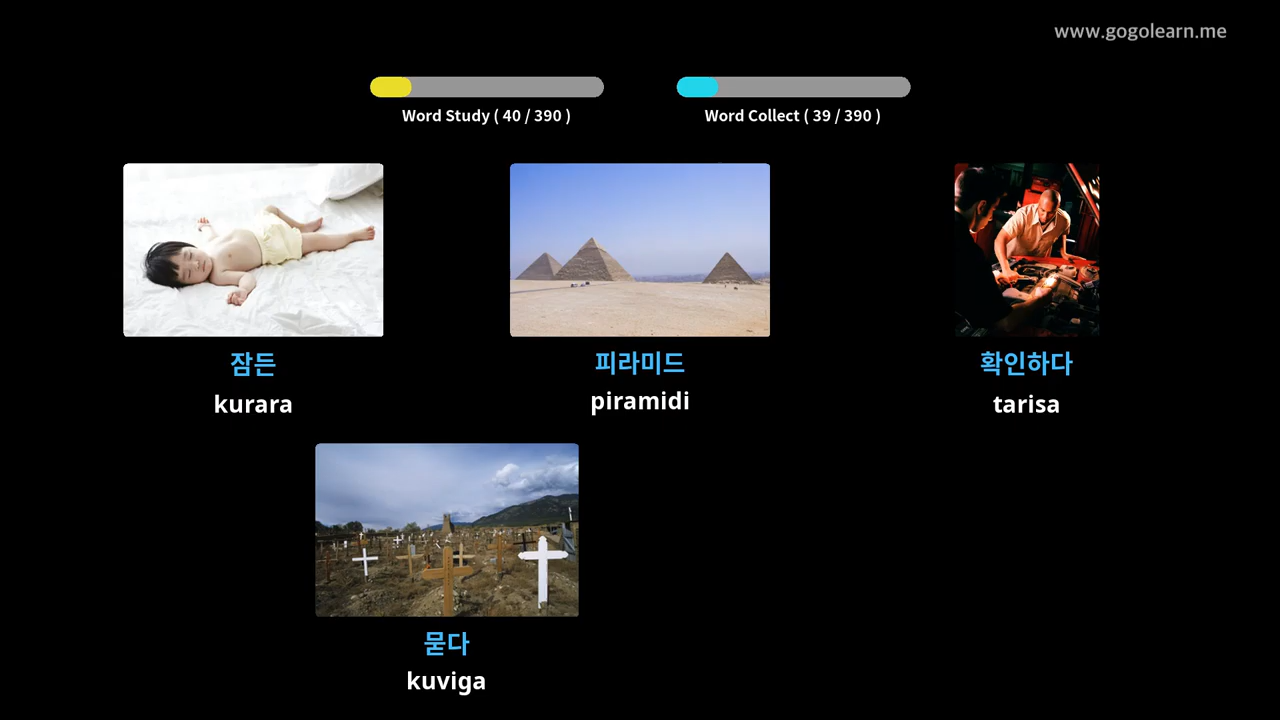 www.gogolearn.me
Word Study ( 40 / 390 )
Word Collect ( 39 / 390 )
잠든
kurara
피라미드
piramidi
확인하다
tarisa
묻다
kuviga